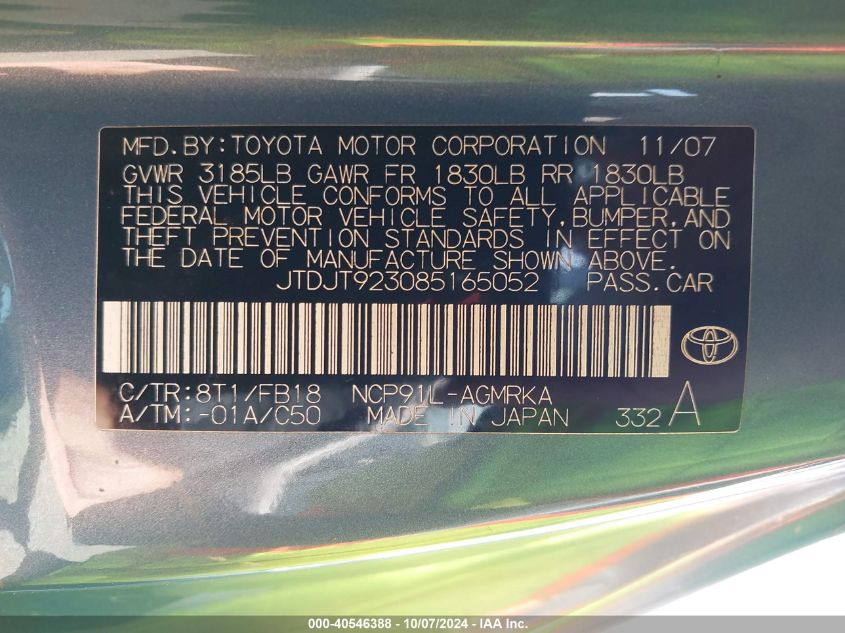 MFD.BY:TOYOTA MOTOR CORPORATION 11/07
GVWR 3185LB GAWR FR 1830LB RR 1830LB
THIS VEHICLE CONFORMS TO ALL APPLICABLE
FEDERAL MOTOR VEHICLE SAFETY,BUMPER,AND
THEFT PREVENTION STANDARDS IN EFFECT ON
THE DATE OF MANUFACTURE SHOWN ABOVE.
JTDJT923085165052 PASS.CAR
C/TR:8T1/FB18 NCP91L-AGMRKA
A/TM:-01A/C50 MADE IN JAPAN 332 A
000-40546388 - 10/07/2024 - IAA Inc.